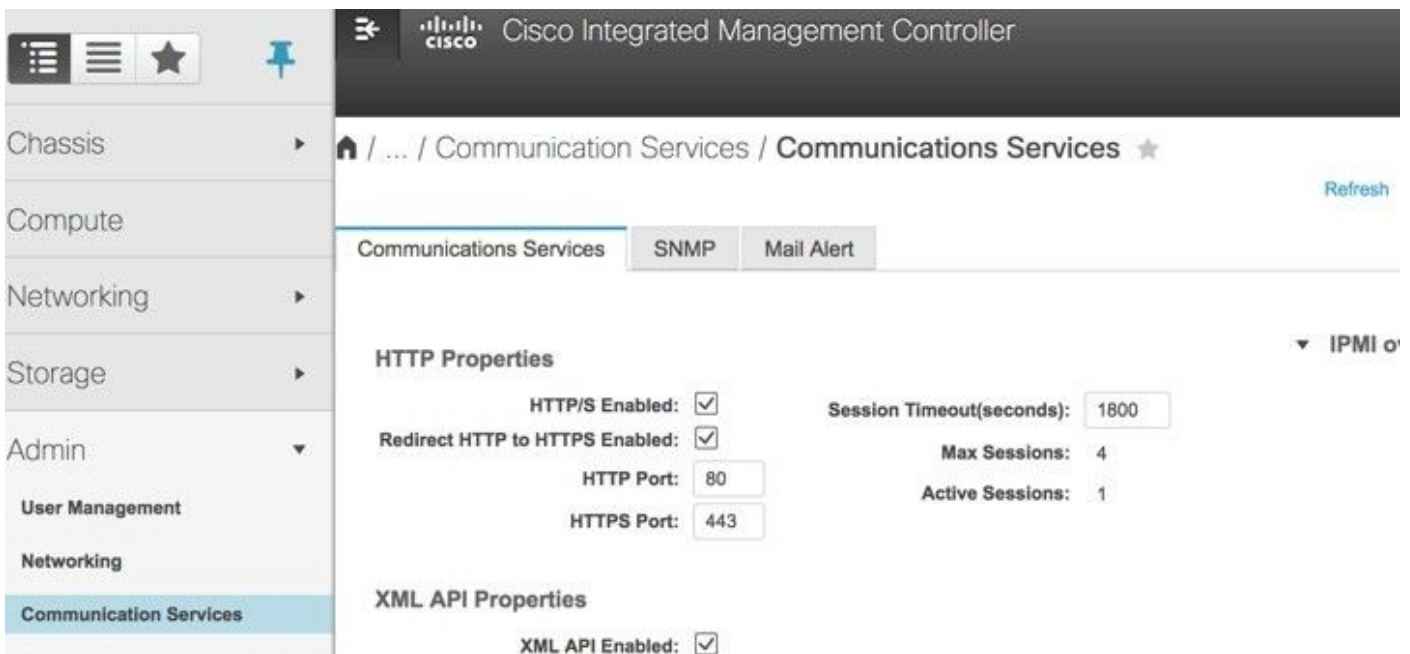 CISCO Cisco Integrated Management Controller
Chassis
Compute
Networking
Storage
Admin
User Management
Networking
Communication Services
/ ... / Communication Services / Communications Services
Refresh
Communications Services SNMP Mail Alert
HTTP Properties
HTTP/S Enabled:
Redirect HTTP to HTTPS Enabled:
HTTP Port: 80
HTTPS Port: 443
Session Timeout(seconds): 1800
Max Sessions: 4
Active Sessions: 1
IPMI
XML API Properties
XML API Enabled: